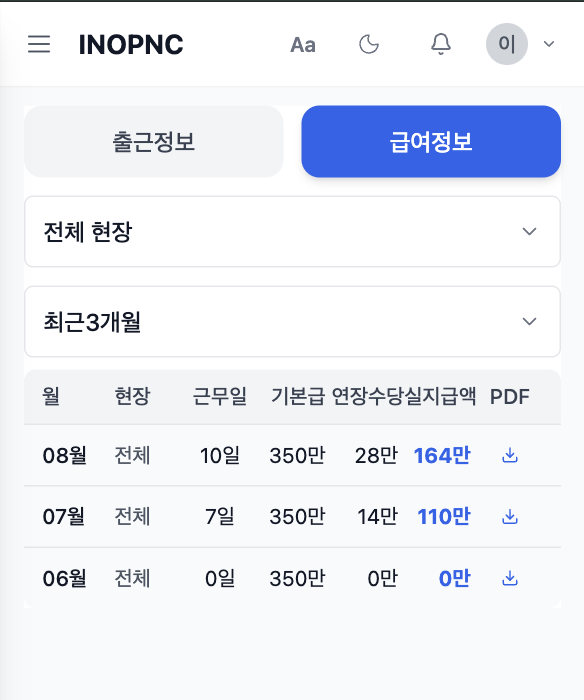 INOPNC Aa 이
출근정보 급여정보
전체 현장
최근3개월
월 현장 근무일 기본급 연장수당실지급액 PDF
08월 전체 10일 350만 28만 164만
07월 전체 7일 350만 14만 110만
06월 전체 0일 350만 0만 0만